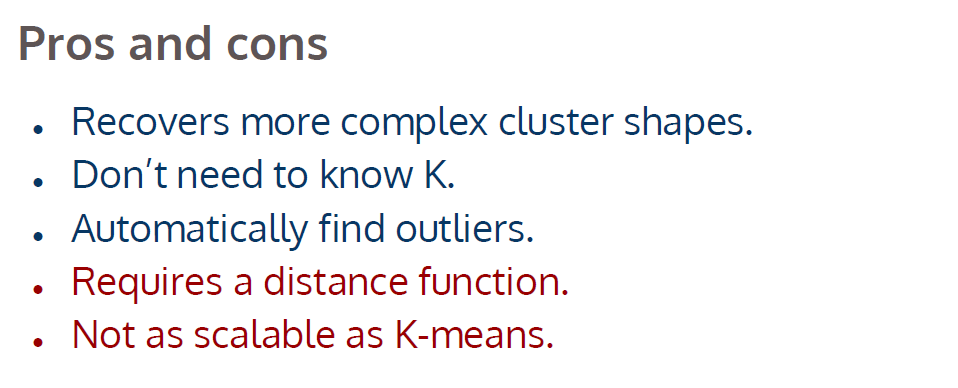 Pros and cons
• Recovers more complex cluster shapes.
• Don't need to know K.
• Automatically find outliers.
• Requires a distance function.
• Not as scalable as K-means.